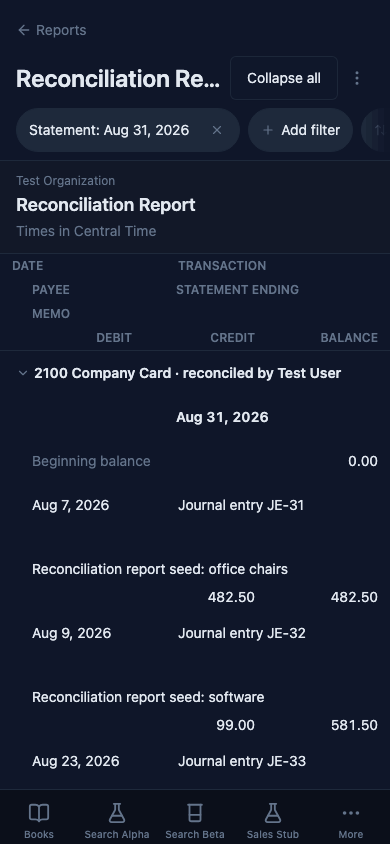 Reports
Reconciliation Re...
Collapse all
Statement: Aug 31, 2026
Add filter
Test Organization
Reconciliation Report
Times in Central Time
DATE TRANSACTION
PAYEE STATEMENT ENDING
MEMO
DEBIT CREDIT BALANCE
2100 Company Card · reconciled by Test User
Aug 31, 2026
Beginning balance 0.00
Aug 7, 2026 Journal entry JE-31
Reconciliation report seed: office chairs
482.50 482.50
Aug 9, 2026 Journal entry JE-32
Reconciliation report seed: software
99.00 581.50
Aug 23, 2026 Journal entry JE-33
Books Search Alpha Search Beta Sales Stub More